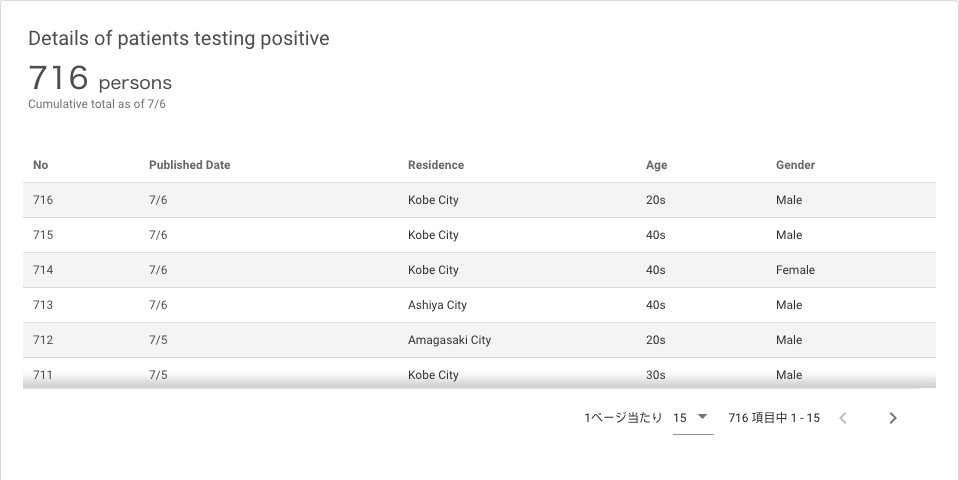 Details of patients testing positive
716 persons
Cumulative total as of 7/6
No Published Date Residence Age Gender
716 7/6 Kobe City 20s Male
715 7/6 Kobe City 40s Male
714 7/6 Kobe City 40s Female
713 7/6 Ashiya City 40s Male
712 7/5 Amagasaki City 20s Male
711 7/5 Kobe City 30s Male
1ページ当たり 15 716 項目中 1 - 15